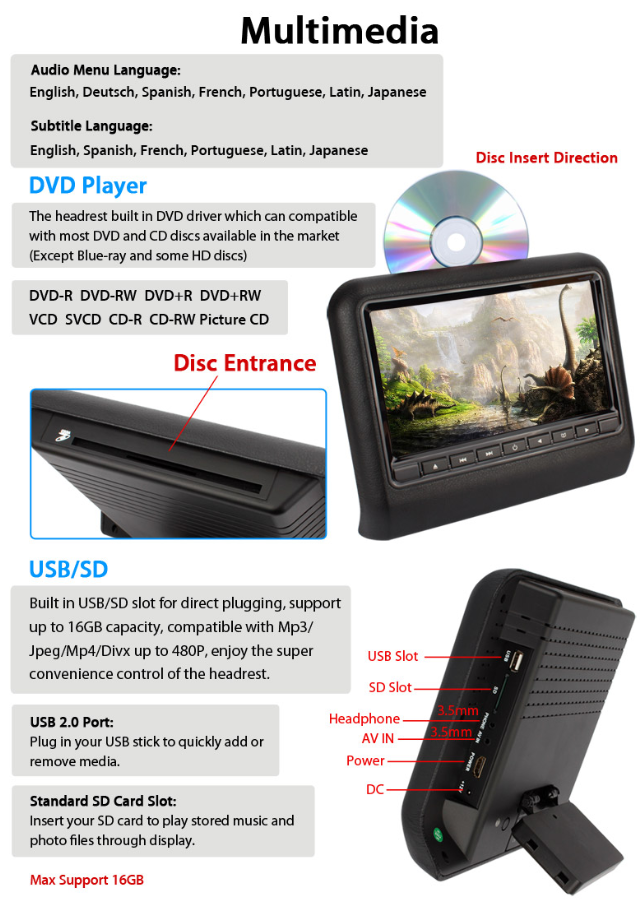 Multimedia
Audio Menu Language:
English, Deutsch, Spanish, French, Portuguese, Latin, Japanese
Subtitle Language:
English, Spanish, French, Portuguese, Latin, Japanese
Disc Insert Direction
DVD Player
The headrest built in DVD driver which can compatible
with most DVD and CD discs available in the market
(Except Blue-ray and some HD discs)
DVD-R DVD-RW DVD+R DVD+RW
VCD SVCD CD-R CD-RW Picture CD
Disc Entrance
USB/SD
Built in USB/SD slot for direct plugging, support
up to 16GB capacity, compatible with Mp3/
Jpeg/Mp4/Divx up to 480P, enjoy the super
convenience control of the headrest.
USB 2.0 Port:
Plug in your USB stick to quickly add or
remove media.
Standard SD Card Slot:
Insert your SD card to play stored music and
photo files through display.
Max Support 16GB
USB Slot
SD Slot
Headphone
3.5mm
AV IN
3.5mm
Power
DC
USB
SD
PHONE
AV IN
POWER
+12V